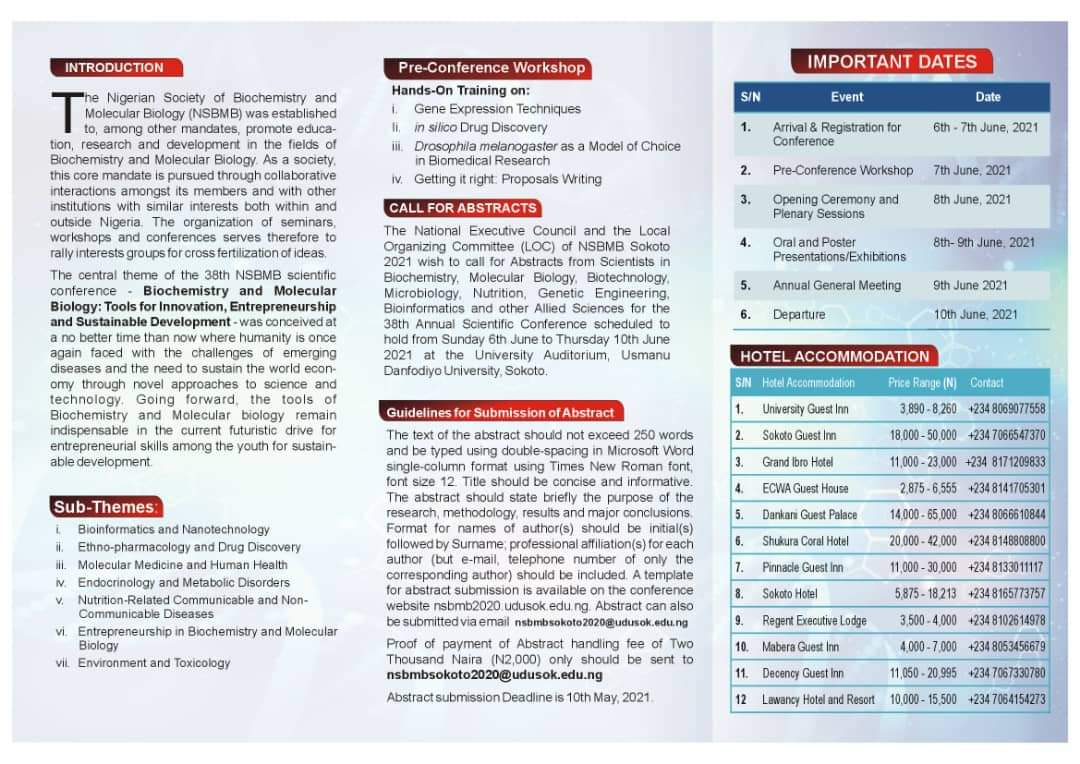 INTRODUCTION
The Nigerian Society of Biochemistry and
Molecular Biology (NSBMB) was established
to, among other mandates, promote educa-
tion, research and development in the fields of
Biochemistry and Molecular Biology. As a society,
this core mandate is pursued through collaborative
interactions amongst its members and with other
institutions with similar interests both within and
outside Nigeria. The organization of seminars,
workshops and conferences serves therefore to
rally interests groups for cross fertilization of ideas.
The central theme of the 38th NSBMB scientific
conference - Biochemistry and Molecular
Biology: Tools for Innovation, Entrepreneurship
and Sustainable Development - was conceived at
a no better time than now where humanity is once
again faced with the challenges of emerging
diseases and the need to sustain the world econ-
omy through novel approaches to science and
technology. Going forward, the tools of
Biochemistry and Molecular biology remain
indispensable in the current futuristic drive for
entrepreneurial skills among the youth for sustain-
able development.
Sub-Themes:
i. Bioinformatics and Nanotechnology
ii. Ethno-pharmacology and Drug Discovery
iii. Molecular Medicine and Human Health
iv. Endocrinology and Metabolic Disorders
v. Nutrition-Related Communicable and Non-
Communicable Diseases
vi. Entrepreneurship in Biochemistry and Molecular
Biology
vii. Environment and Toxicology
Pre-Conference Workshop
Hands-On Training on:
i. Gene Expression Techniques
Ii. in silico Drug Discovery
iii. Drosophila melanogaster as a Model of Choice
in Biomedical Research
iv. Getting it right: Proposals Writing
CALL FOR ABSTRACTS
The National Executive Council and the Local
Organizing Committee (LOC) of NSBMB Sokoto
2021 wish to call for Abstracts from Scientists in
Biochemistry, Molecular Biology, Biotechnology,
Microbiology, Nutrition, Genetic Engineering,
Bioinformatics and other Allied Sciences for the
38th Annual Scientific Conference scheduled to
hold from Sunday 6th June to Thursday 10th June
2021 at the University Auditorium, Usmanu
Danfodiyo University, Sokoto.
Guidelines for Submission of Abstract
The text of the abstract should not exceed 250 words
and be typed using double-spacing in Microsoft Word
single-column format using Times New Roman font,
font size 12. Title should be concise and informative.
The abstract should state briefly the purpose of the
research, methodology, results and major conclusions.
Format for names of author(s) should be initial(s)
followed by Surname; professional affiliation(s) for each
author (but e-mail, telephone number of only the
corresponding author) should be included. A template
for abstract submission is available on the conference
website nsbmb2020.udusok.edu.ng. Abstract can also
be submitted via email nsbmbsokoto2020@udusok.edu.ng
Proof of payment of Abstract handling fee of Two
Thousand Naira (N2,000) only should be sent to
nsbmbsokoto2020@udusok.edu.ng
Abstract submission Deadline is 10th May, 2021.
IMPORTANT DATES
S/N Event Date
1. Arrival & Registration for 6th - 7th June, 2021
Conference
2. Pre-Conference Workshop 7th June, 2021
3. Opening Ceremony and 8th June, 2021
Plenary Sessions
4. Oral and Poster 8th- 9th June, 2021
Presentations/Exhibitions
5. Annual General Meeting 9th June 2021
6. Departure 10th June, 2021
HOTEL ACCOMMODATION
S/N Hotel Accommodation Price Range (N) Contact
1. University Guest Inn 3,890 - 8,260 +234 8069077558
2. Sokoto Guest Inn 18,000 - 50,000 +234 7066547370
3. Grand Ibro Hotel 11,000 - 23,000 +234 8171209833
4. ECWA Guest House 2,875 - 6,555 +234 8141705301
5. Dankani Guest Palace 14,000 - 65,000 +234 8066610844
6. Shukura Coral Hotel 20,000 - 42,000 +234 8148808800
7. Pinnacle Guest Inn 11,000 - 30,000 +234 8133011117
8. Sokoto Hotel 5,875 - 18,213 +234 8165773757
9. Regent Executive Lodge 3,500 - 4,000 +234 8102614978
10. Mabera Guest Inn 4,000 - 7,000 +234 8053456679
11. Decency Guest Inn 11,050 - 20,995 +234 7067330780
12 Lawancy Hotel and Resort 10,000 - 15,500 +234 7064154273